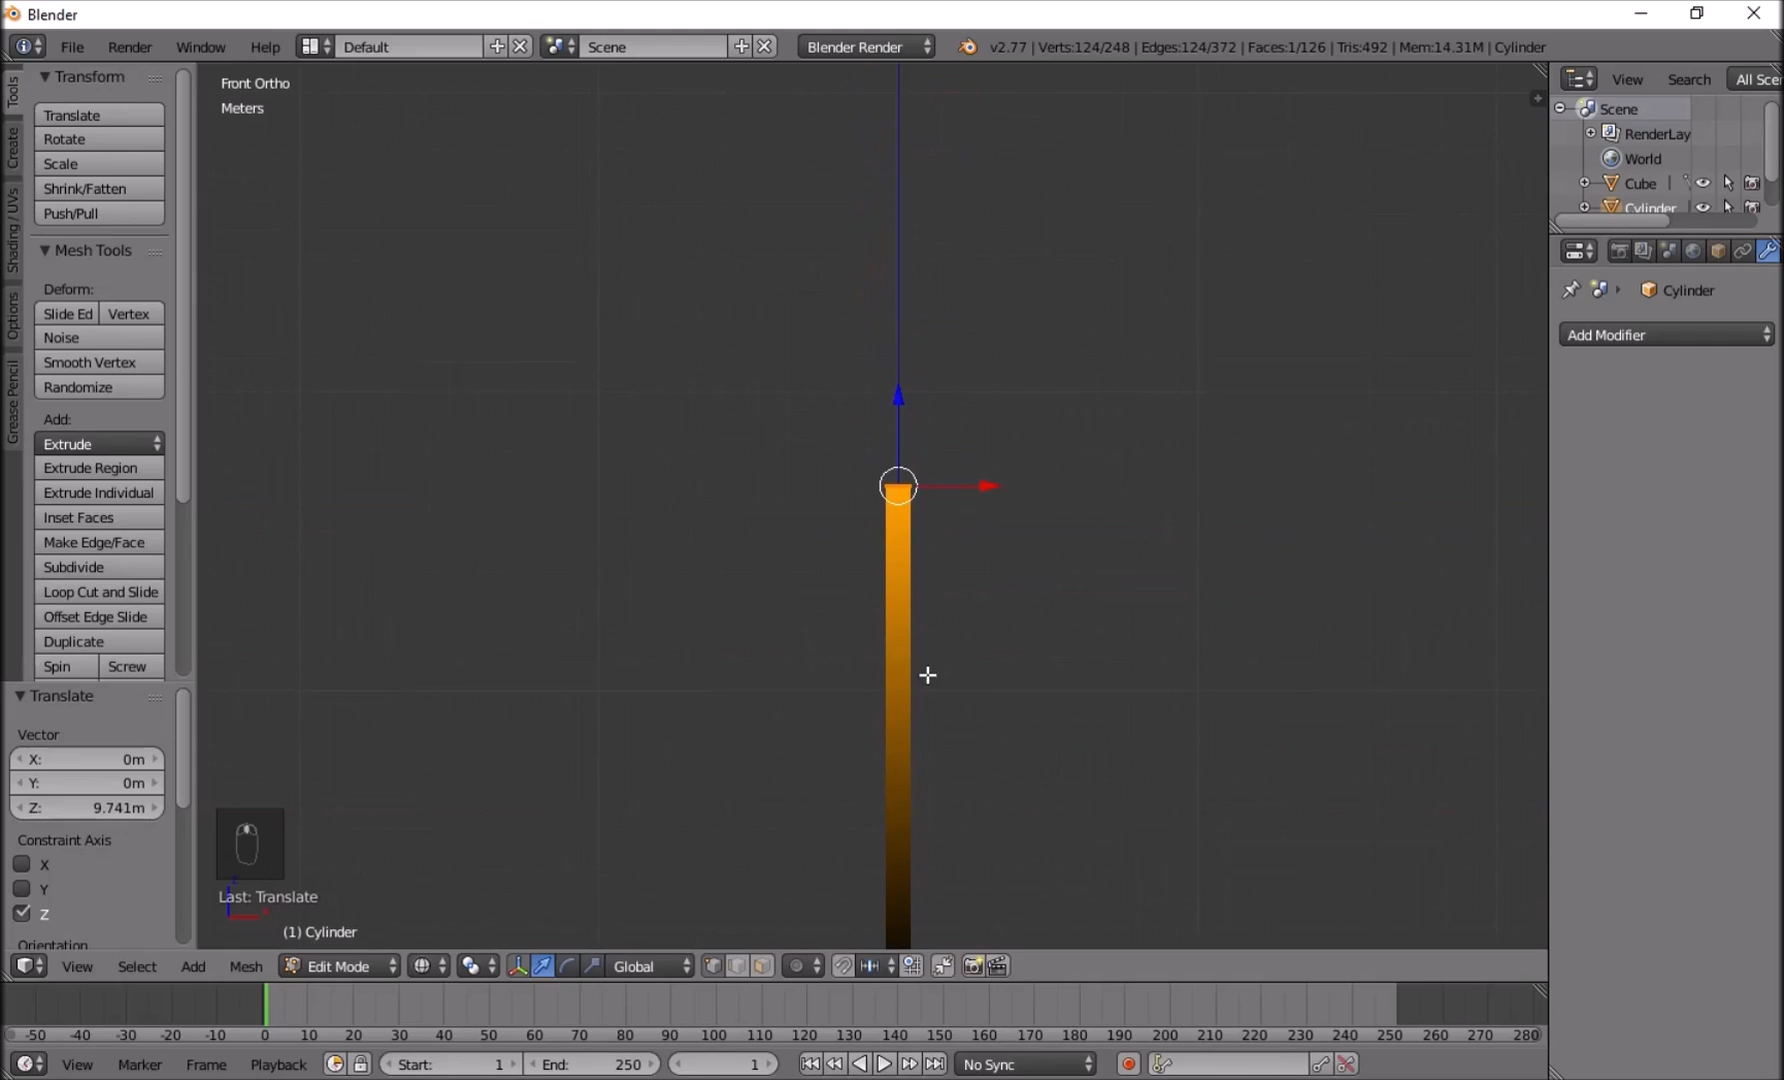 Blender
File Render Window Help Default Scene Blender Render v2.77 | Verts:124/248 | Edges:124/372 | Faces:1/126 | Tris:492 | Mem:14.31M | Cylinder
Tools
Create
Shading / UVs
Options
Grease Pencil
Transform
Translate
Rotate
Scale
Shrink/Fatten
Push/Pull
Mesh Tools
Deform:
Slide Ed Vertex
Noise
Smooth Vertex
Randomize
Add:
Extrude
Extrude Region
Extrude Individual
Inset Faces
Make Edge/Face
Subdivide
Loop Cut and Slide
Offset Edge Slide
Duplicate
Spin Screw
Translate
Vector
X: 0m
Y: 0m
Z: 9.741m
Constraint Axis
X
Y
Z
Orientation
Front Ortho
Meters
Last: Translate
(1) Cylinder
View Search All Sce
Scene
RenderLay
World
Cube
Cylinder
Cylinder
Add Modifier
View Select Add Mesh Edit Mode Global
-50 -40 -30 -20 -10 0 10 20 30 40 50 60 70 80 90 100 110 120 130 140 150 160 170 180 190 200 210 220 230 240 250 260 270 280
View Marker Frame Playback Start: 1 End: 250 1 No Sync